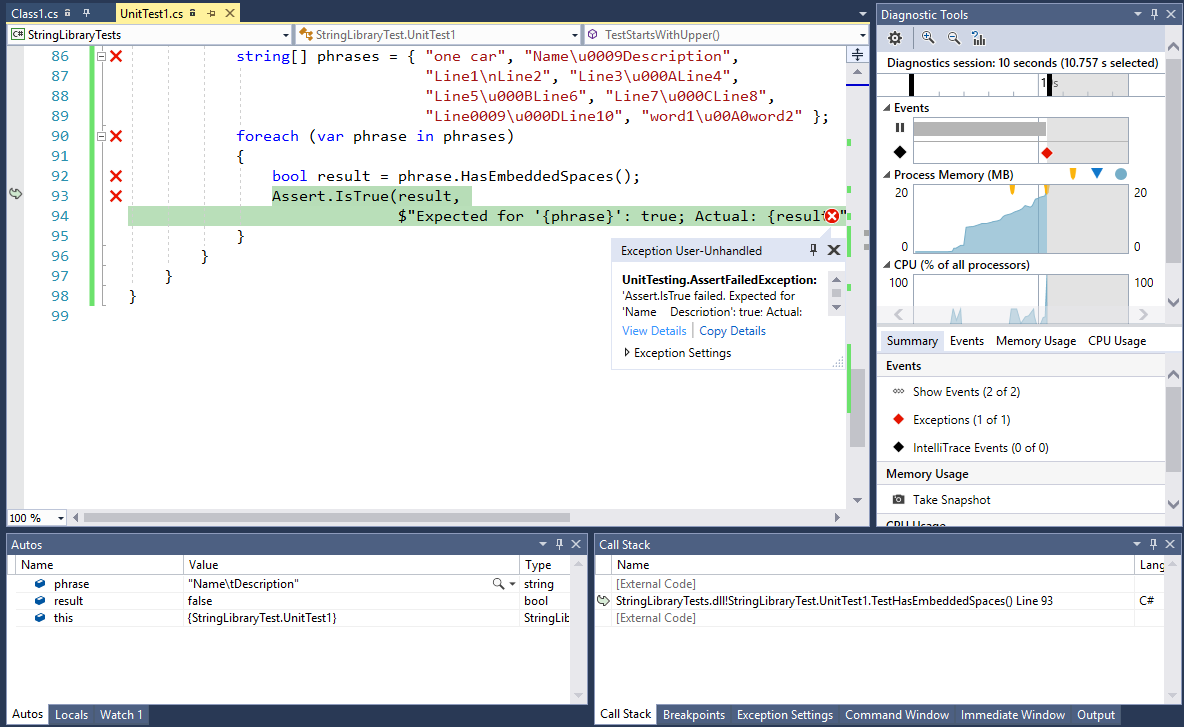 Class1.cs
UnitTest1.cs
StringLibraryTests
StringLibraryTest.UnitTest1
TestStartsWithUpper()
86 string[] phrases = { "one car", "Name\u0009Description",
87 "Line1\nLine2", "Line3\u000ALine4",
88 "Line5\u000BLine6", "Line7\u000CLine8",
89 "Line0009\u000DLine10", "word1\u00A0word2" };
90 foreach (var phrase in phrases)
91 {
92 bool result = phrase.HasEmbeddedSpaces();
93 Assert.IsTrue(result,
94 $"Expected for '{phrase}': true; Actual: {result
95 }
96 }
97 }
98 }
99
Exception User-Unhandled
UnitTesting.AssertFailedException:
'Assert.IsTrue failed. Expected for
'Name Description': true; Actual:
View Details
Copy Details
Exception Settings
100 %
Diagnostic Tools
Diagnostics session: 10 seconds (10.757 s selected)
Events
Process Memory (MB)
20 20
0 0
CPU (% of all processors)
100 100
Summary Events Memory Usage CPU Usage
Events
Show Events (2 of 2)
Exceptions (1 of 1)
IntelliTrace Events (0 of 0)
Memory Usage
Take Snapshot
CPU Usage
Autos
Name Value Type
phrase "Name\tDescription" string
result false bool
this {StringLibraryTest.UnitTest1} StringLib
Autos Locals Watch 1
Call Stack
Name Lang
[External Code]
StringLibraryTests.dll!StringLibraryTest.UnitTest1.TestHasEmbeddedSpaces() Line 93 C#
[External Code]
Call Stack Breakpoints Exception Settings Command Window Immediate Window Output